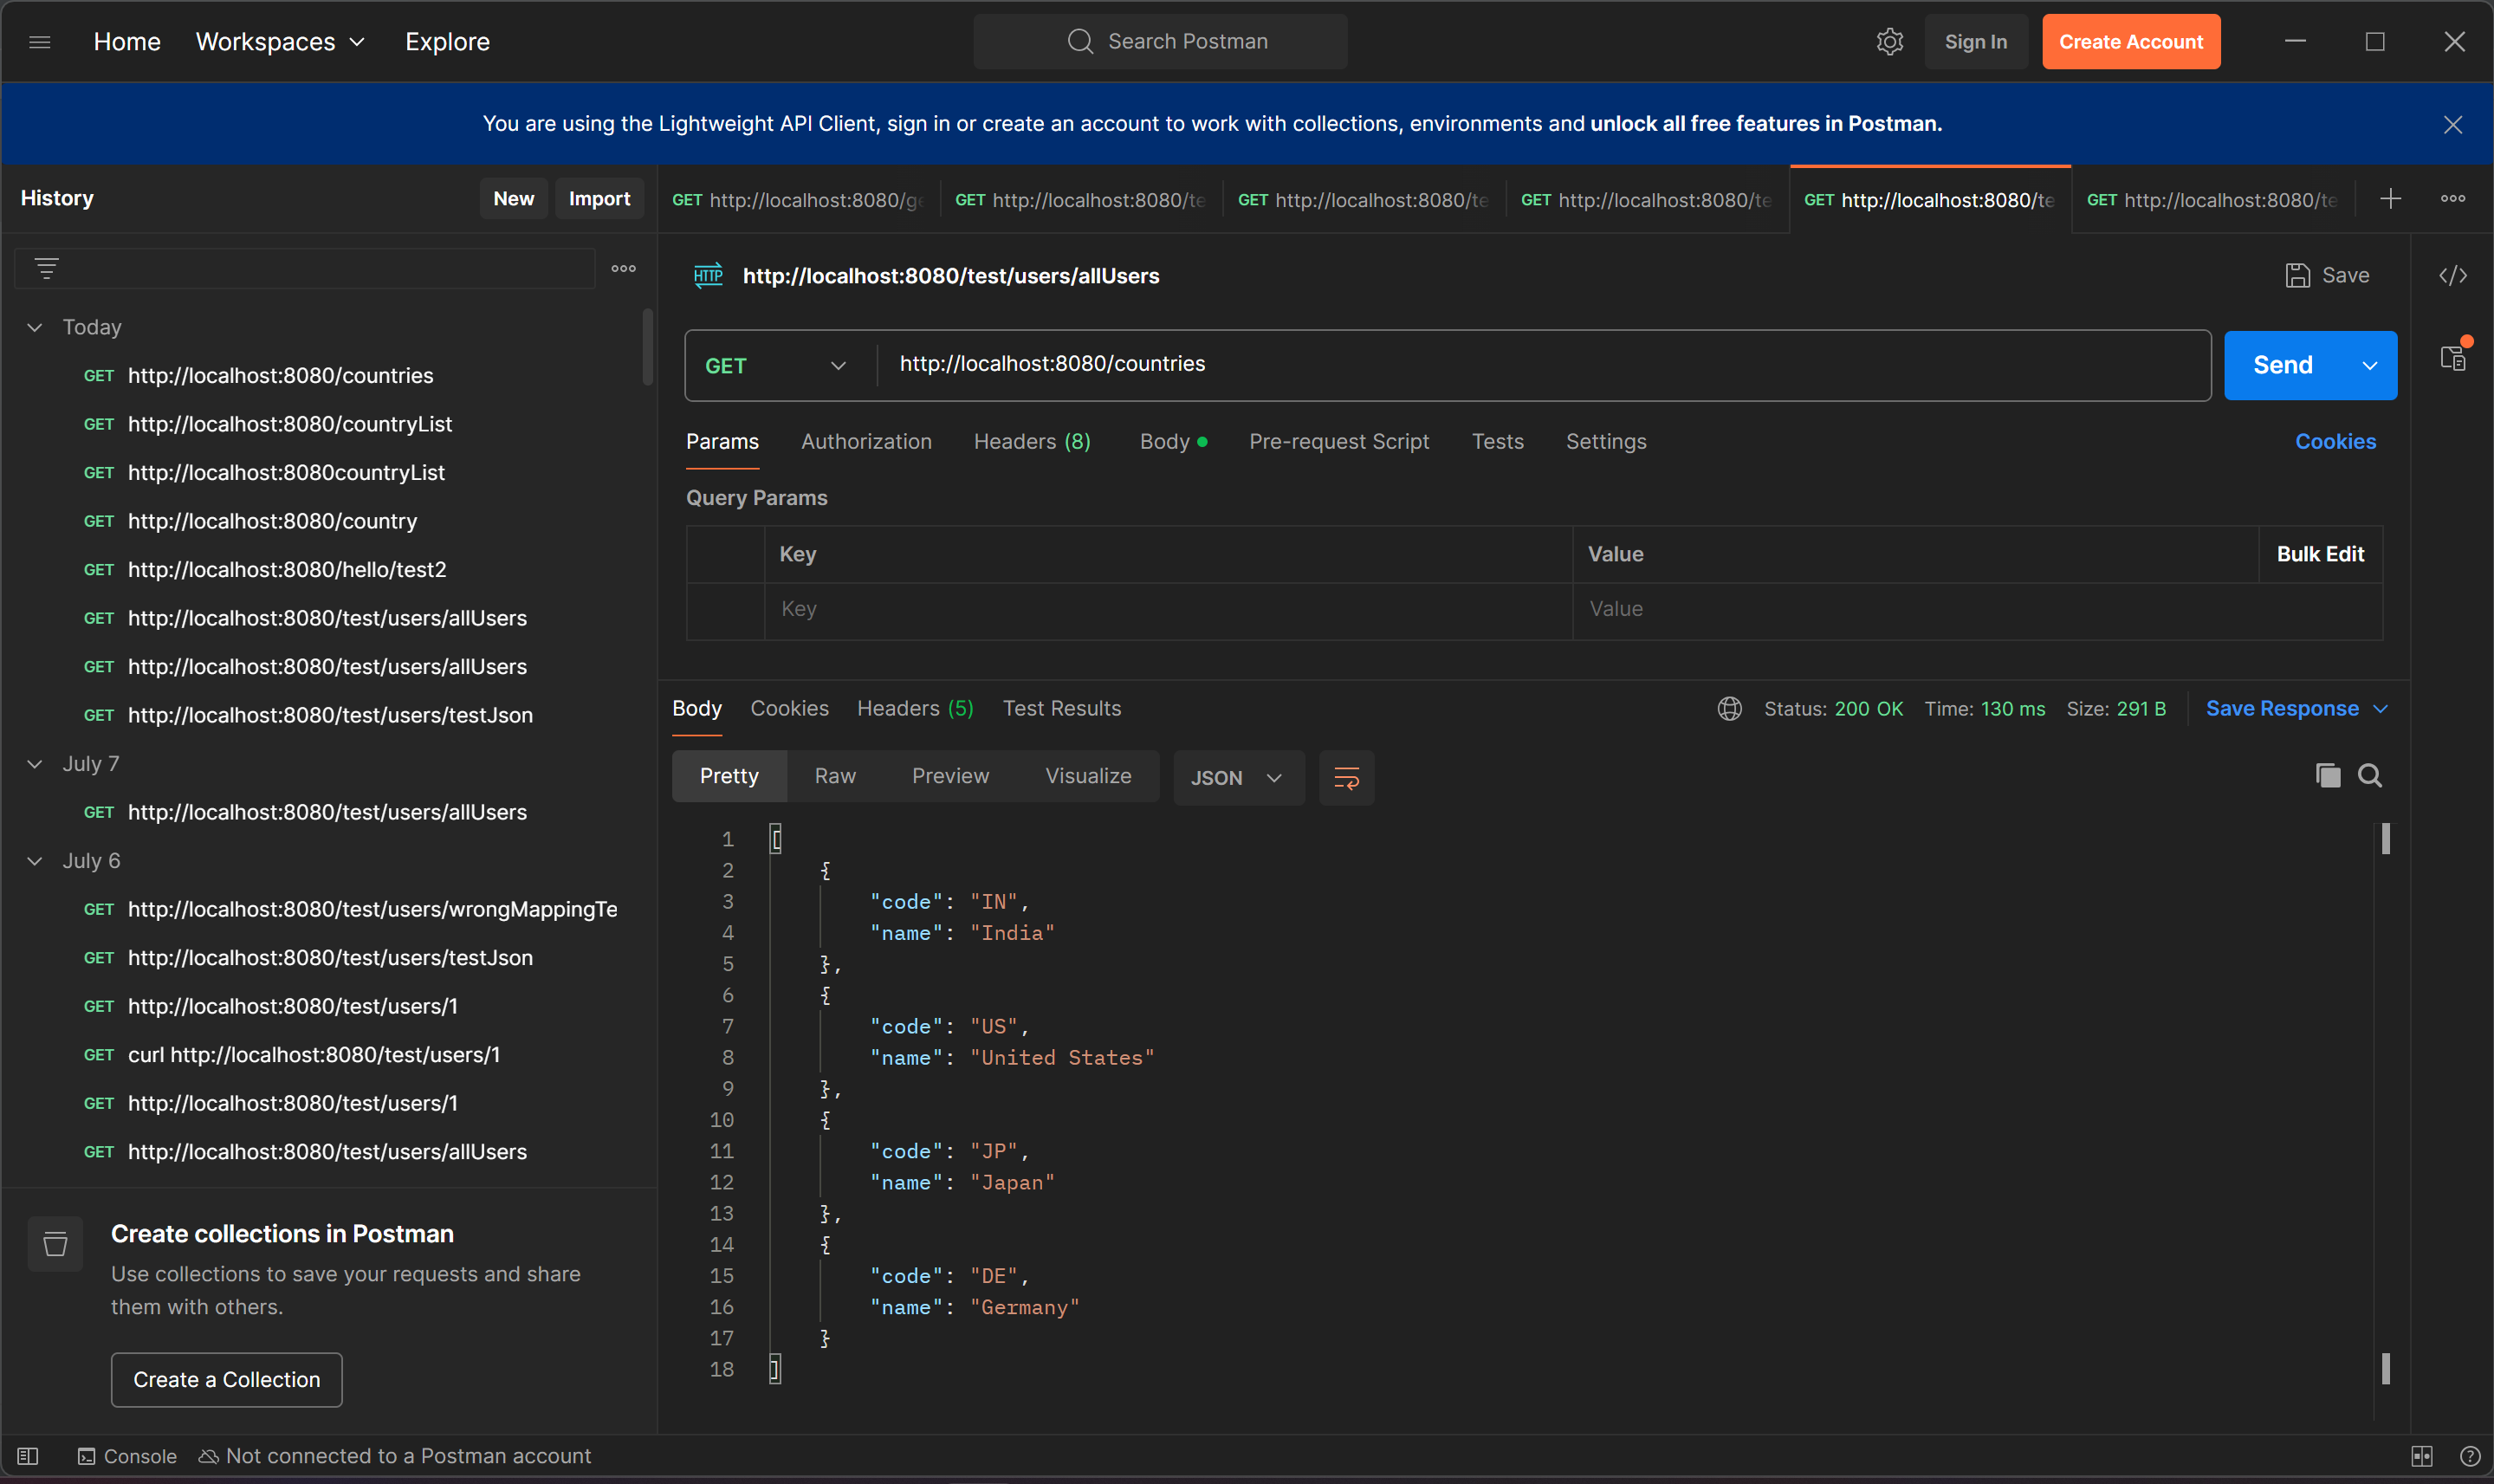 Home Workspaces Explore Search Postman Sign In Create Account
You are using the Lightweight API Client, sign in or create an account to work with collections, environments and unlock all free features in Postman.
History New Import
GET http://localhost:8080/ge GET http://localhost:8080/te GET http://localhost:8080/te GET http://localhost:8080/te GET http://localhost:8080/te GET http://localhost:8080/te
Today
GET http://localhost:8080/countries
GET http://localhost:8080/countryList
GET http://localhost:8080countryList
GET http://localhost:8080/country
GET http://localhost:8080/hello/test2
GET http://localhost:8080/test/users/allUsers
GET http://localhost:8080/test/users/allUsers
GET http://localhost:8080/test/users/testJson
July 7
GET http://localhost:8080/test/users/allUsers
July 6
GET http://localhost:8080/test/users/wrongMappingTe
GET http://localhost:8080/test/users/testJson
GET http://localhost:8080/test/users/1
GET curl http://localhost:8080/test/users/1
GET http://localhost:8080/test/users/1
GET http://localhost:8080/test/users/allUsers
Create collections in Postman
Use collections to save your requests and share
them with others.
Create a Collection
HTTP http://localhost:8080/test/users/allUsers Save </>
GET http://localhost:8080/countries Send
Params Authorization Headers (8) Body Pre-request Script Tests Settings Cookies
Query Params
Key Value Bulk Edit
Key Value
Body Cookies Headers (5) Test Results Status: 200 OK Time: 130 ms Size: 291 B Save Response
Pretty Raw Preview Visualize JSON
1 [
2 {
3 "code": "IN",
4 "name": "India"
5 },
6 {
7 "code": "US",
8 "name": "United States"
9 },
10 {
11 "code": "JP",
12 "name": "Japan"
13 },
14 {
15 "code": "DE",
16 "name": "Germany"
17 }
18 ]
Console Not connected to a Postman account